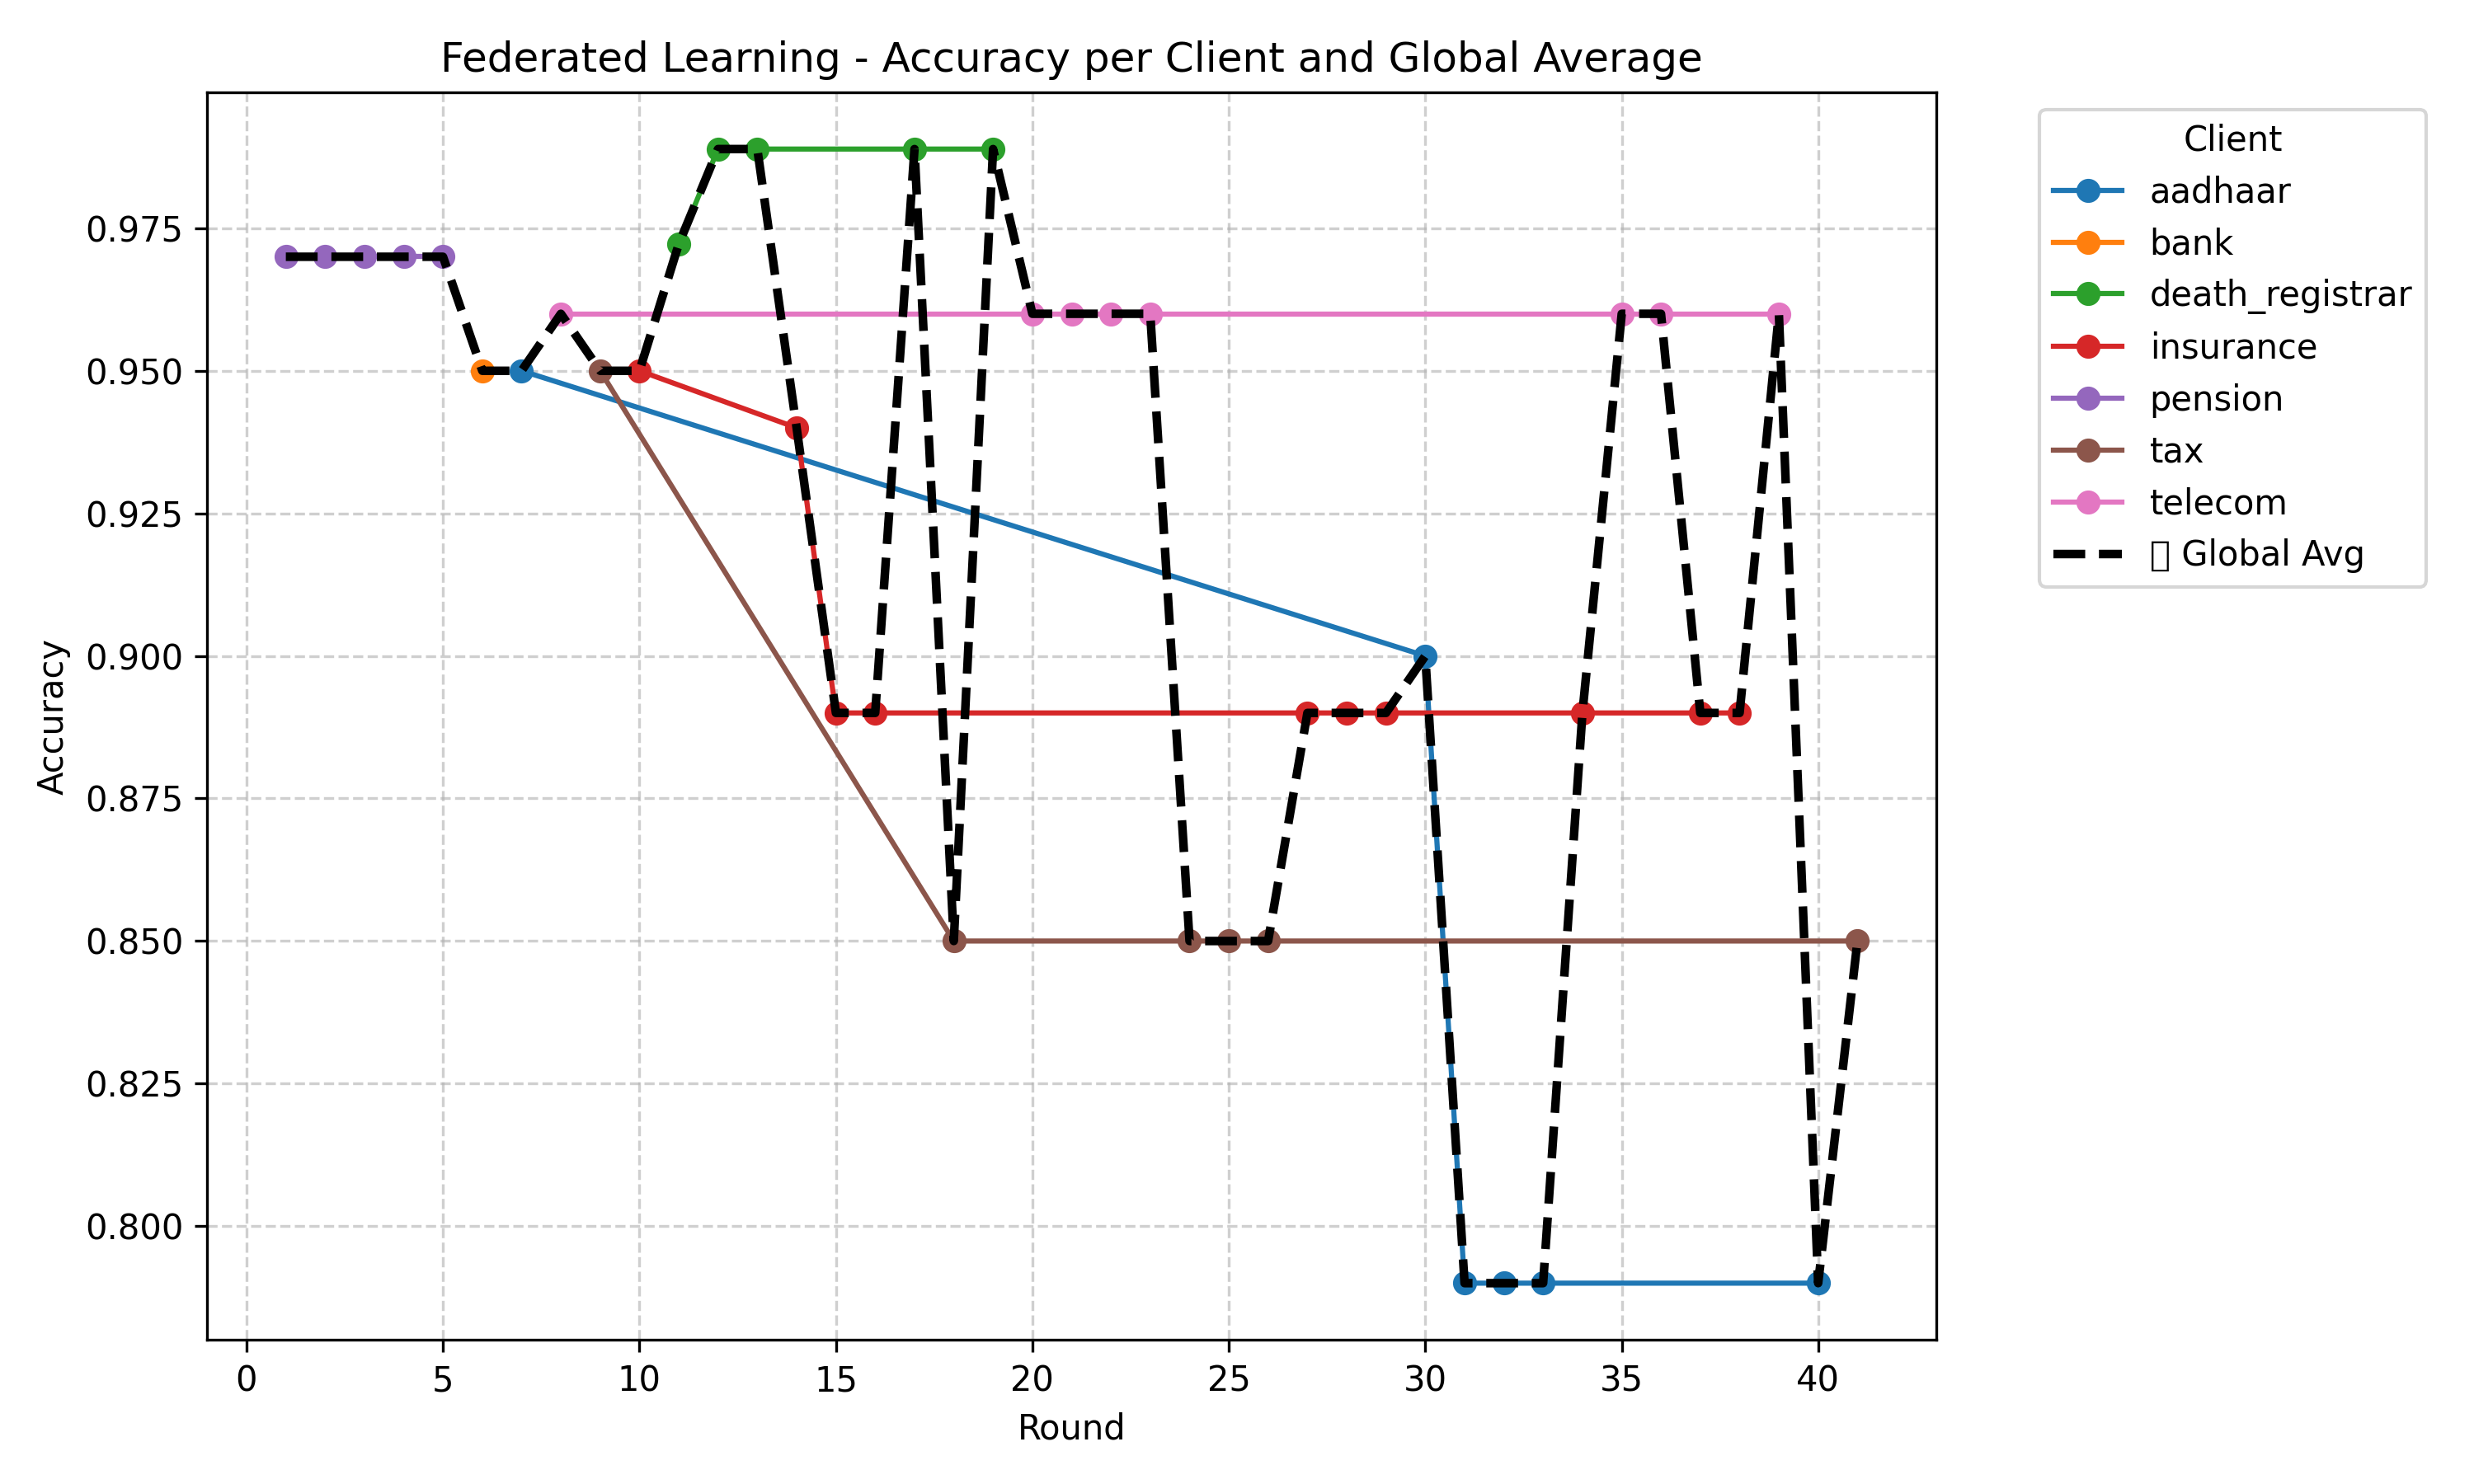 Federated Learning - Accuracy per Client and Global Average
Accuracy
0.975
0.950
0.925
0.900
0.875
0.850
0.825
0.800
0 5 10 15 20 25 30 35 40
Round
Client
aadhaar
bank
death_registrar
insurance
pension
tax
telecom
Global Avg